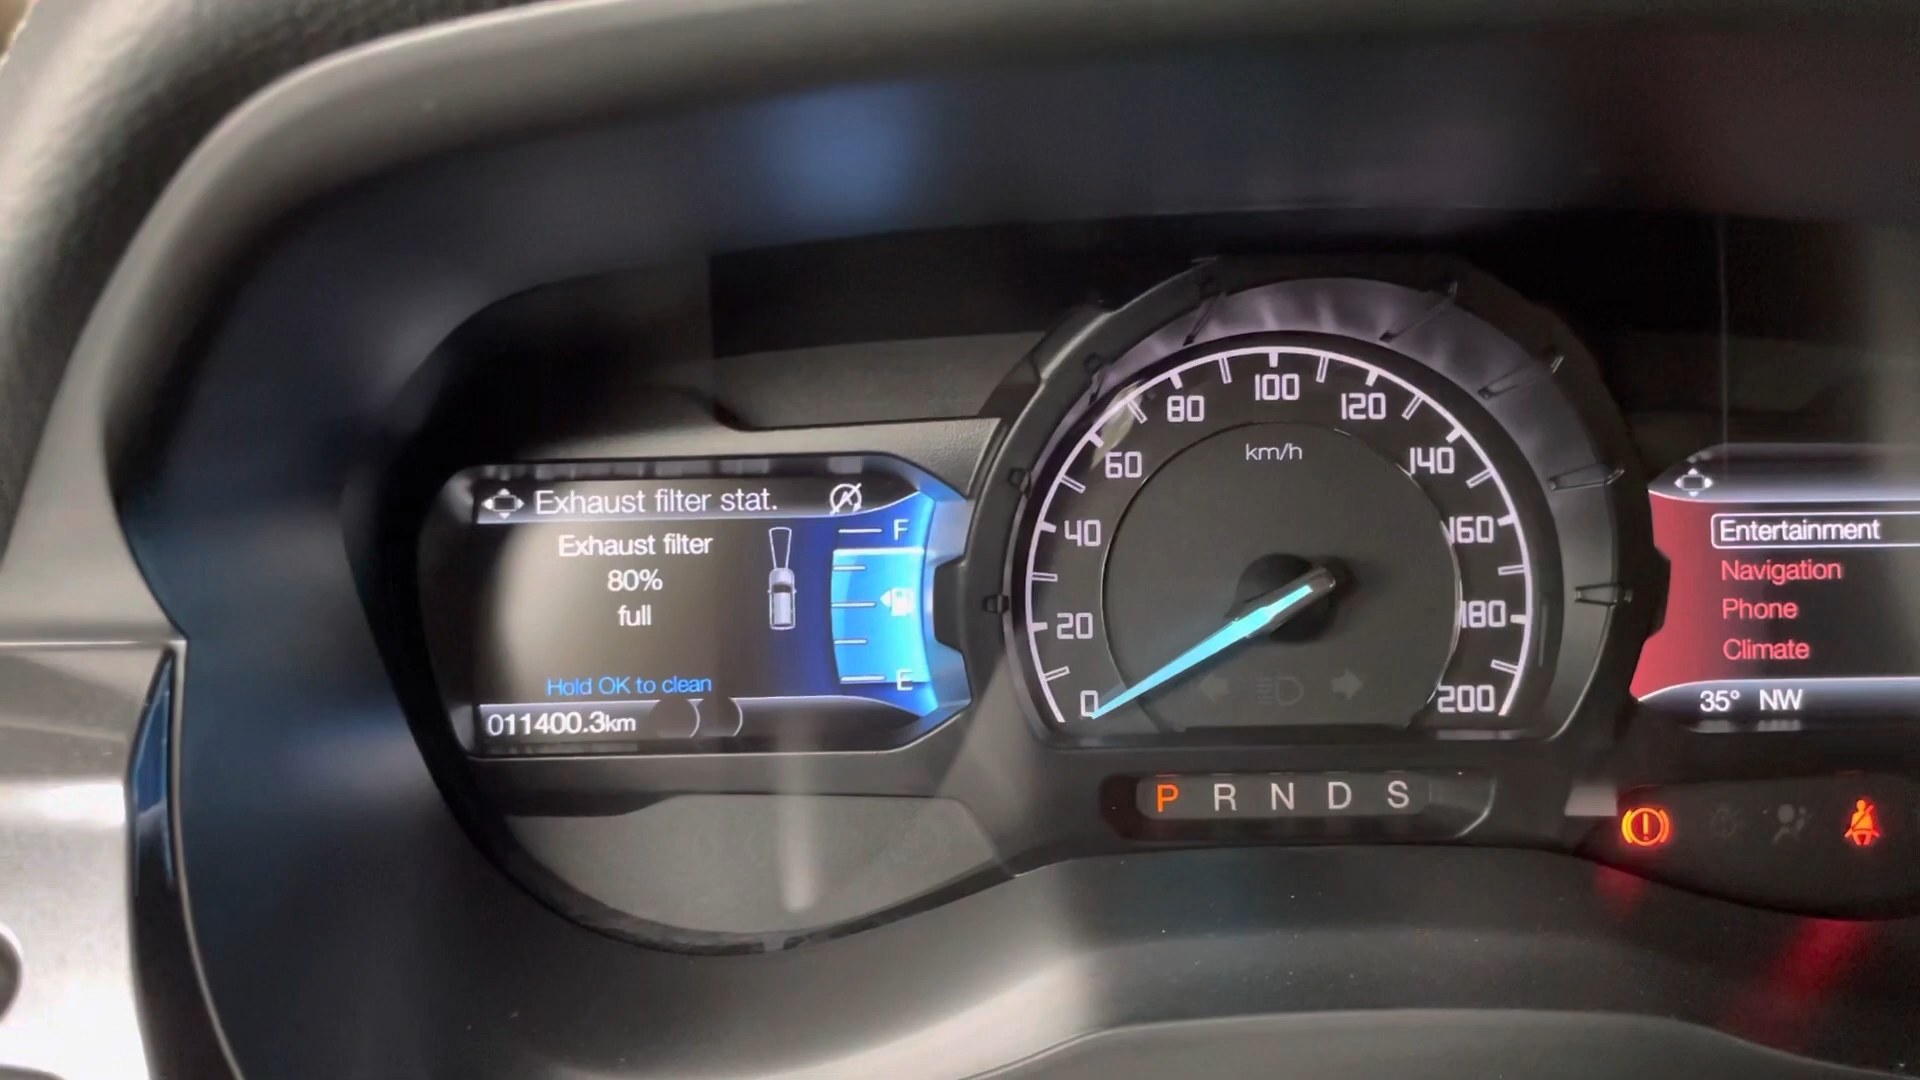 Exhaust filter stat.
Exhaust filter
80%
full
Hold OK to clean
011400.3km
F
E
0
20
40
60
80
100
120
140
160
180
200
km/h
P R N D S
Entertainment
Navigation
Phone
Climate
35° NW